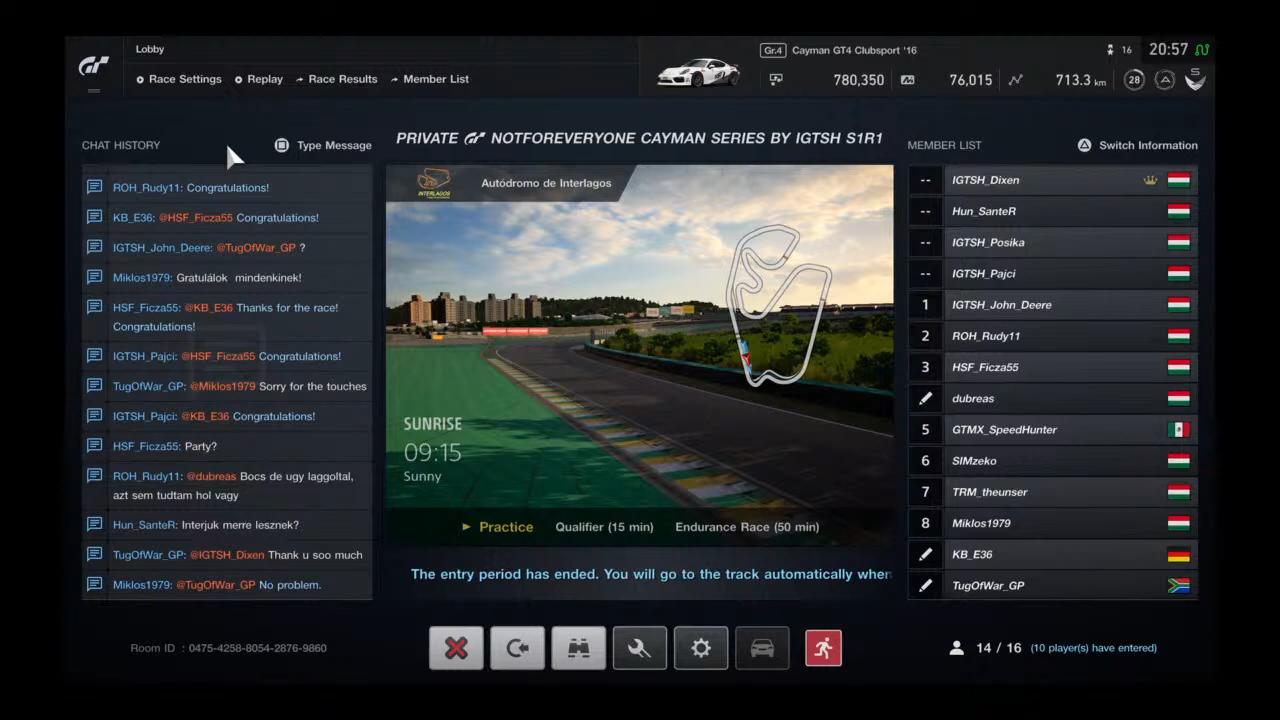 Lobby
Gr.4 Cayman GT4 Clubsport '16
16
20:57
Race Settings
Replay
Race Results
Member List
780,350
76,015
713.3 km
28
S
CHAT HISTORY
Type Message
ROH_Rudy11: Congratulations!
KB_E36: @HSF_Ficza55 Congratulations!
IGTSH_John_Deere: @TugOfWar_GP ?
Miklos1979: Gratulálok mindenkinek!
HSF_Ficza55: @KB_E36 Thanks for the race!
Congratulations!
IGTSH_Pajci: @HSF_Ficza55 Congratulations!
TugOfWar_GP: @Miklos1979 Sorry for the touches
IGTSH_Pajci: @KB_E36 Congratulations!
HSF_Ficza55: Party?
ROH_Rudy11: @dubreas Bocs de ugy laggoltal,
azt sem tudtam hol vagy
Hun_SanteR: Interjuk merre lesznek?
TugOfWar_GP: @IGTSH_Dixen Thank u soo much
Miklos1979: @TugOfWar_GP No problem.
PRIVATE GT NOTFOREVERYONE CAYMAN SERIES BY IGTSH S1R1
INTERLAGOS
Autódromo de Interlagos
SUNRISE
09:15
Sunny
Practice
Qualifier (15 min)
Endurance Race (50 min)
The entry period has ended. You will go to the track automatically when
MEMBER LIST
Switch Information
-- IGTSH_Dixen
-- Hun_SanteR
-- IGTSH_Posika
-- IGTSH_Pajci
1 IGTSH_John_Deere
2 ROH_Rudy11
3 HSF_Ficza55
dubreas
5 GTMX_SpeedHunter
6 SIMzeko
7 TRM_theunser
8 Miklos1979
KB_E36
TugOfWar_GP
Room ID : 0475-4258-8054-2876-9860
14 / 16 (10 player(s) have entered)